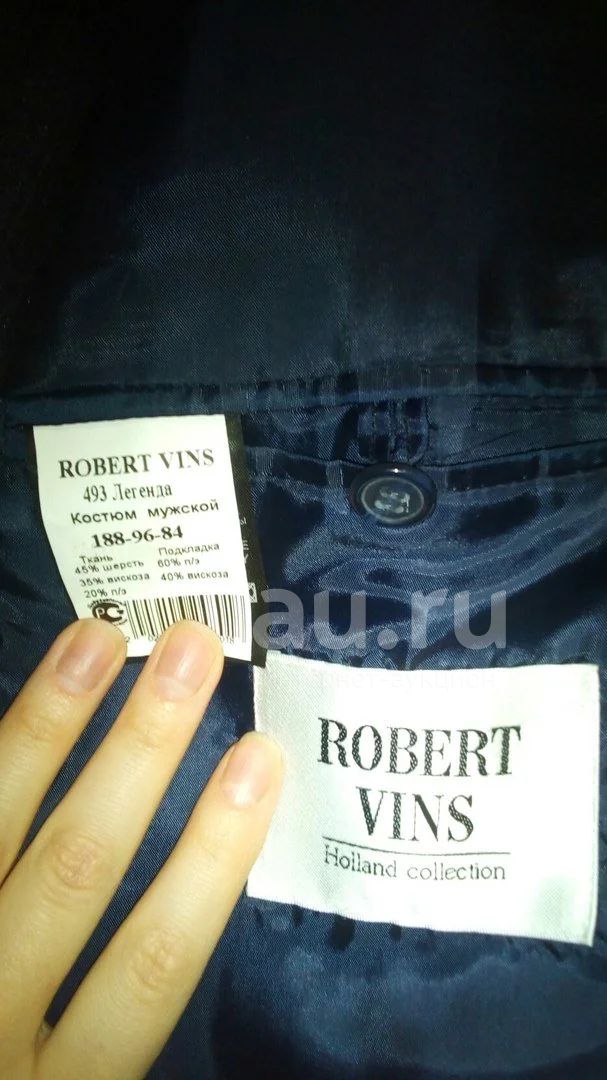 ROBERT VINS
493 Легенда
Костюм мужской
188-96-84
Ткань Подкладка
45% шерсть 60% п/э
35% вискоза 40% вискоза
20% п/э
РС
au.ru
ROBERT
VINS
Holland collection